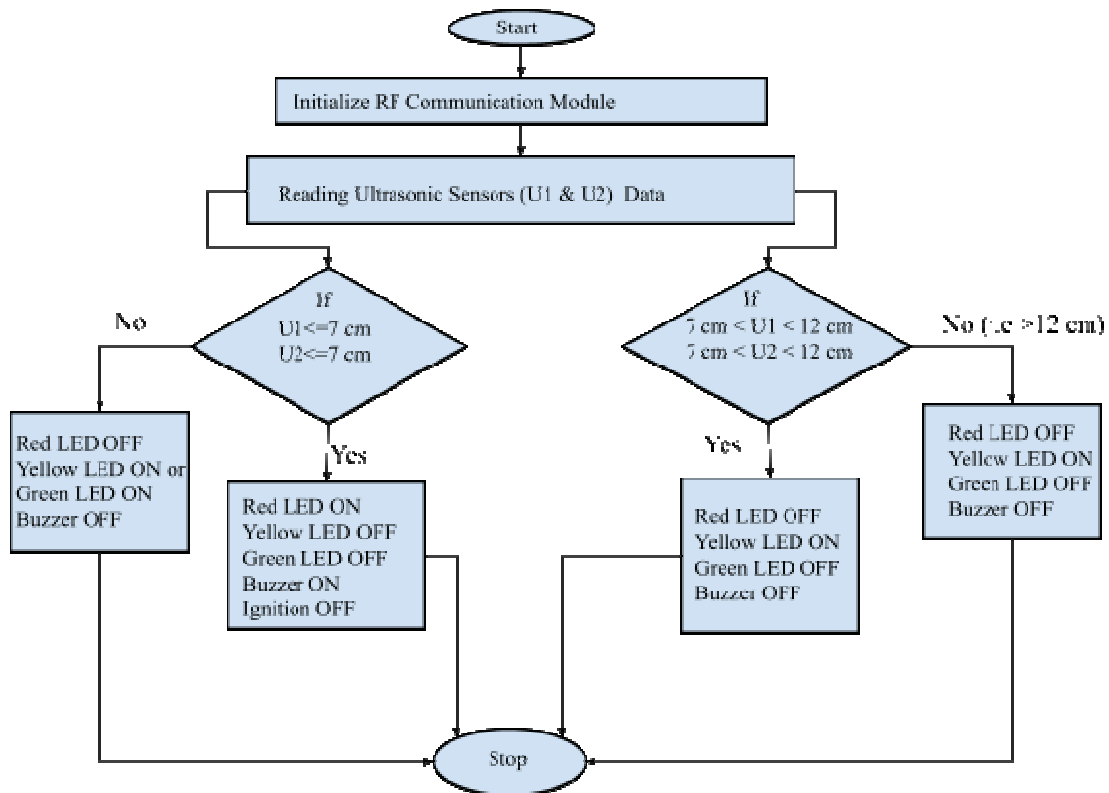 Start
Initialize RF Communication Module
Reading Ultrasonic Sensors (U1 & U2) Data
If
U1<=7 cm
U2<=7 cm
If
7 cm < U1 < 12 cm
7 cm < U2 < 12 cm
No
No (i.e >12 cm)
Yes
Yes
Red LED OFF
Yellow LED ON or
Green LED ON
Buzzer OFF
Red LED ON
Yellow LED OFF
Green LED OFF
Buzzer ON
Ignition OFF
Red LED OFF
Yellow LED ON
Green LED OFF
Buzzer OFF
Red LED OFF
Yellow LED ON
Green LED OFF
Buzzer OFF
Stop